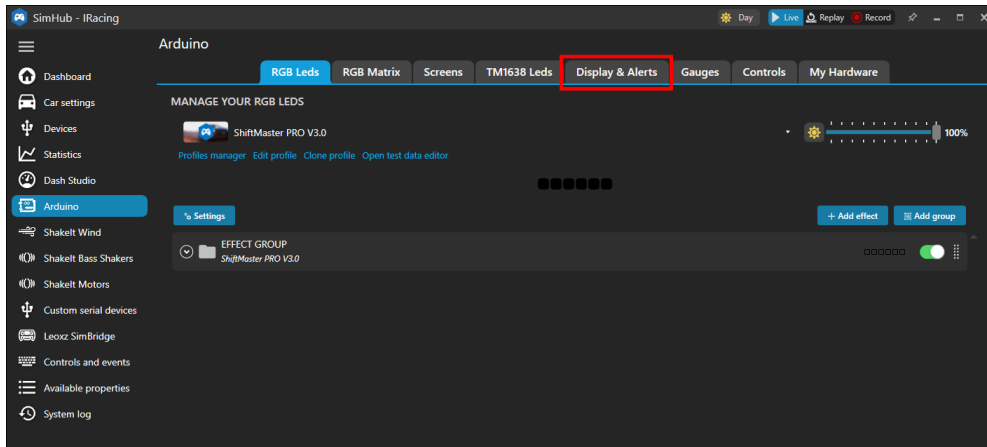 SimHub - IRacing
Day
Live
Replay
Record
Arduino
RGB Leds
RGB Matrix
Screens
TM1638 Leds
Display & Alerts
Gauges
Controls
My Hardware
Dashboard
Car settings
Devices
Statistics
Dash Studio
Arduino
ShakeIt Wind
ShakeIt Bass Shakers
ShakeIt Motors
Custom serial devices
Leoxz SimBridge
Controls and events
Available properties
System log
MANAGE YOUR RGB LEDS
ShiftMaster PRO V3.0
100%
Profiles manager Edit profile Clone profile Open test data editor
Settings
+ Add effect
Add group
EFFECT GROUP
ShiftMaster PRO V3.0